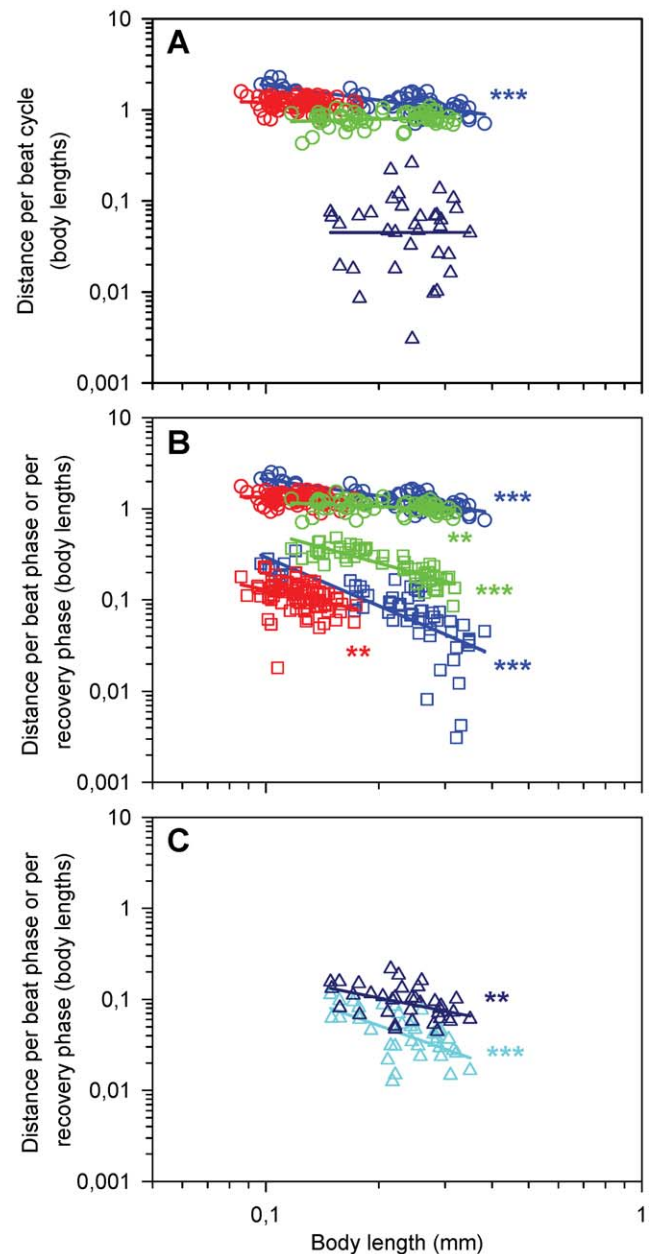 A
10
1
0,1
0,01
0,001
Distance per beat cycle
(body lengths)
***
B
10
1
0,1
0,01
0,001
Distance per beat phase or per
recovery phase (body lengths)
***
**
***
**
***
C
10
1
0,1
0,01
0,001
Distance per beat phase or per
recovery phase (body lengths)
**
***
0,1
1
Body length (mm)